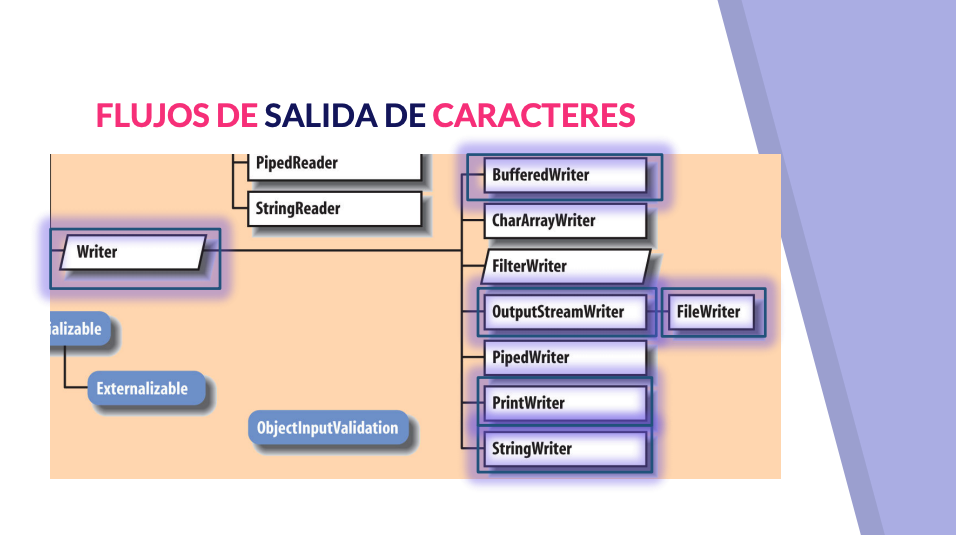 FLUJOS DE SALIDA DE CARACTERES
PipedReader
StringReader
Writer
ializable
Externalizable
ObjectInputValidation
BufferedWriter
CharArrayWriter
FilterWriter
OutputStreamWriter
FileWriter
PipedWriter
PrintWriter
StringWriter